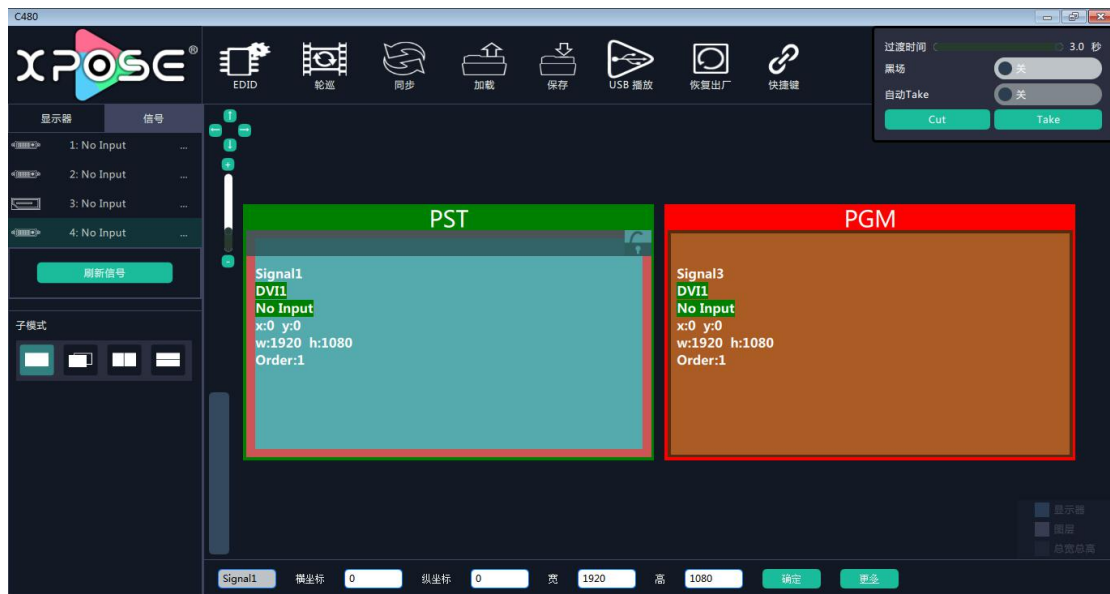 C480
XPOSE®
EDID
轮巡
同步
加载
保存
USB 播放
恢复出厂
快捷键
过渡时间 3.0 秒
黑场 关
自动Take 关
Cut Take
显示器 信号
1: No Input ...
2: No Input ...
3: No Input ...
4: No Input ...
刷新信号
子模式
PST
Signal1
DVI1
No Input
x:0 y:0
w:1920 h:1080
Order:1
PGM
Signal3
DVI1
No Input
x:0 y:0
w:1920 h:1080
Order:1
显示器
图层
总宽总高
Signal1 横坐标 0 纵坐标 0 宽 1920 高 1080 确定 更多